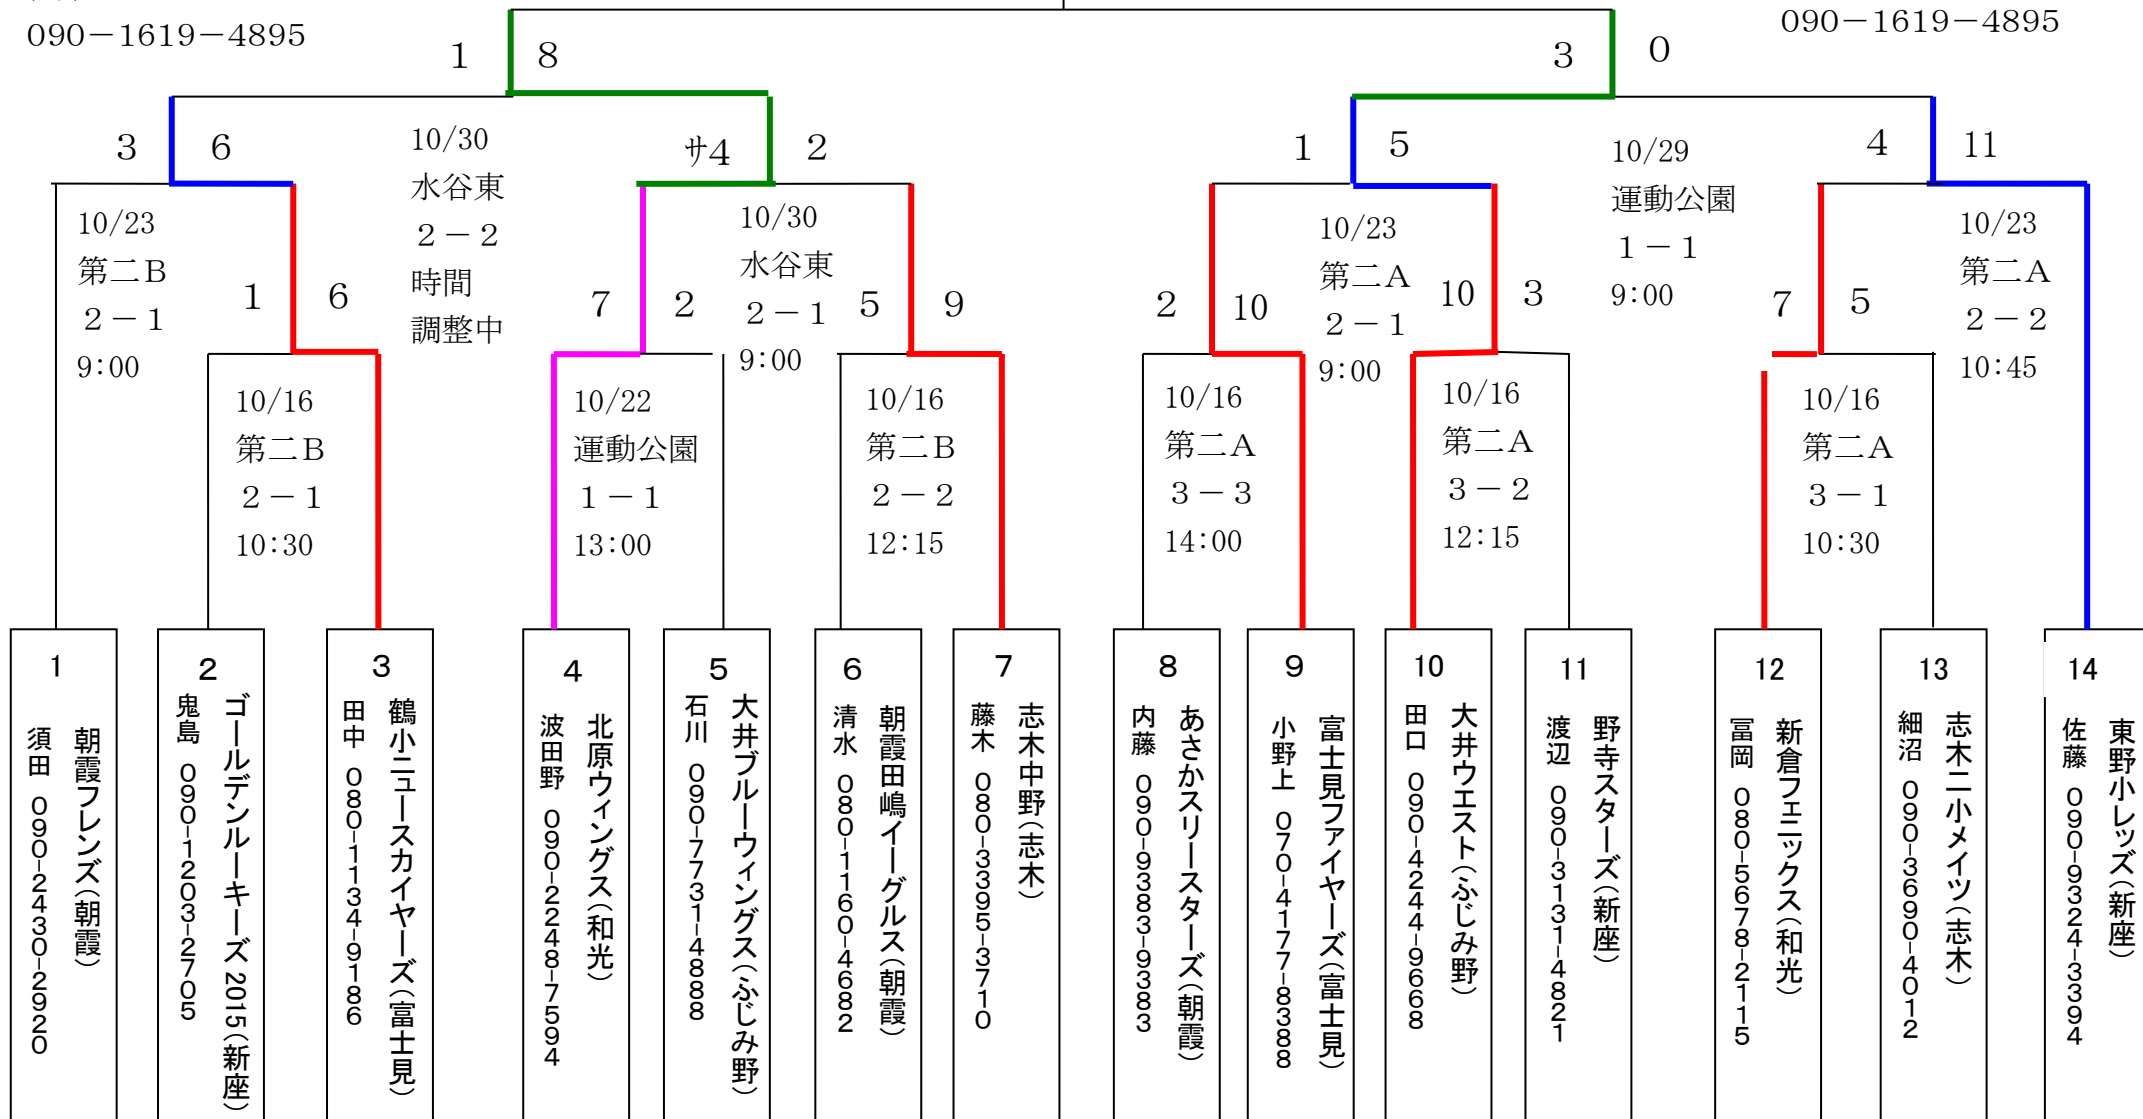 090－1619－4895
090－1619－4895
1 8
3 0
3 6
10/30
水谷東
２－２
時間
調整中
ｻ4 2
1 5
10/29
運動公園
１－１
9:00
4 11
10/23
第二Ｂ
２－１
9:00
10/30
水谷東
２－１
9:00
10/23
第二Ａ
２－１
9:00
10/23
第二Ａ
２－２
10:45
1 6
7 2
5 9
2 10
10 3
7 5
10/16
第二Ｂ
２－１
10:30
10/22
運動公園
１－１
13:00
10/16
第二Ｂ
２－２
12:15
10/16
第二Ａ
３－３
14:00
10/16
第二Ａ
３－２
12:15
10/16
第二Ａ
３－１
10:30
1
朝霞フレンズ（朝霞）
須田 090-2430-2920
2
ゴールデンルーキーズ 2015（新座）
鬼島 090-1203-2705
3
鶴小ニュースカイヤーズ（富士見）
田中 080-1134-9186
4
北原ウィングス（和光）
波田野 090-2248-7594
5
大井ブルーウィングス（ふじみ野）
石川 090-7731-4888
6
朝霞田嶋イーグルス（朝霞）
清水 080-1160-4682
7
志木中野（志木）
藤木 080-3395-3710
8
あさかスリースターズ（朝霞）
内藤 090-9383-9383
9
富士見ファイヤーズ（富士見）
小野上 070-4177-8388
10
大井ウエスト（ふじみ野）
田口 090-4244-9668
11
野寺スターズ（新座）
渡辺 090-3131-4821
12
新倉フェニックス（和光）
冨岡 080-5678-2115
13
志木二小メイツ（志木）
細沼 090-3690-4012
14
東野小レッズ（新座）
佐藤 090-9324-3394